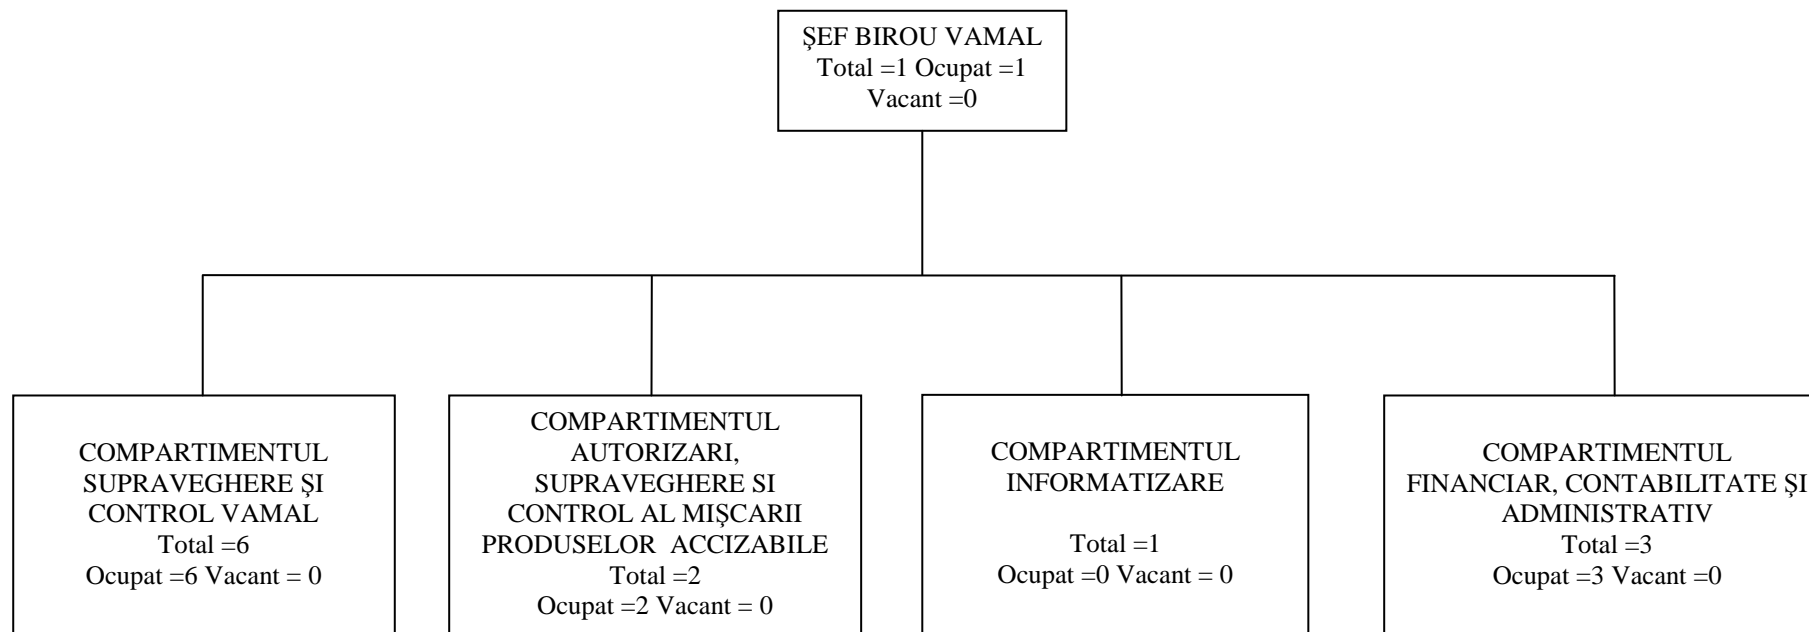 ŞEF BIROU VAMAL
Total =1 Ocupat =1
Vacant =0
COMPARTIMENTUL
SUPRAVEGHERE ŞI
CONTROL VAMAL
Total =6
Ocupat =6 Vacant = 0
COMPARTIMENTUL
AUTORIZARI,
SUPRAVEGHERE SI
CONTROL AL MIŞCARII
PRODUSELOR ACCIZABILE
Total =2
Ocupat =2 Vacant = 0
COMPARTIMENTUL
INFORMATIZARE
Total =1
Ocupat =0 Vacant = 0
COMPARTIMENTUL
FINANCIAR, CONTABILITATE ŞI
ADMINISTRATIV
Total =3
Ocupat =3 Vacant =0